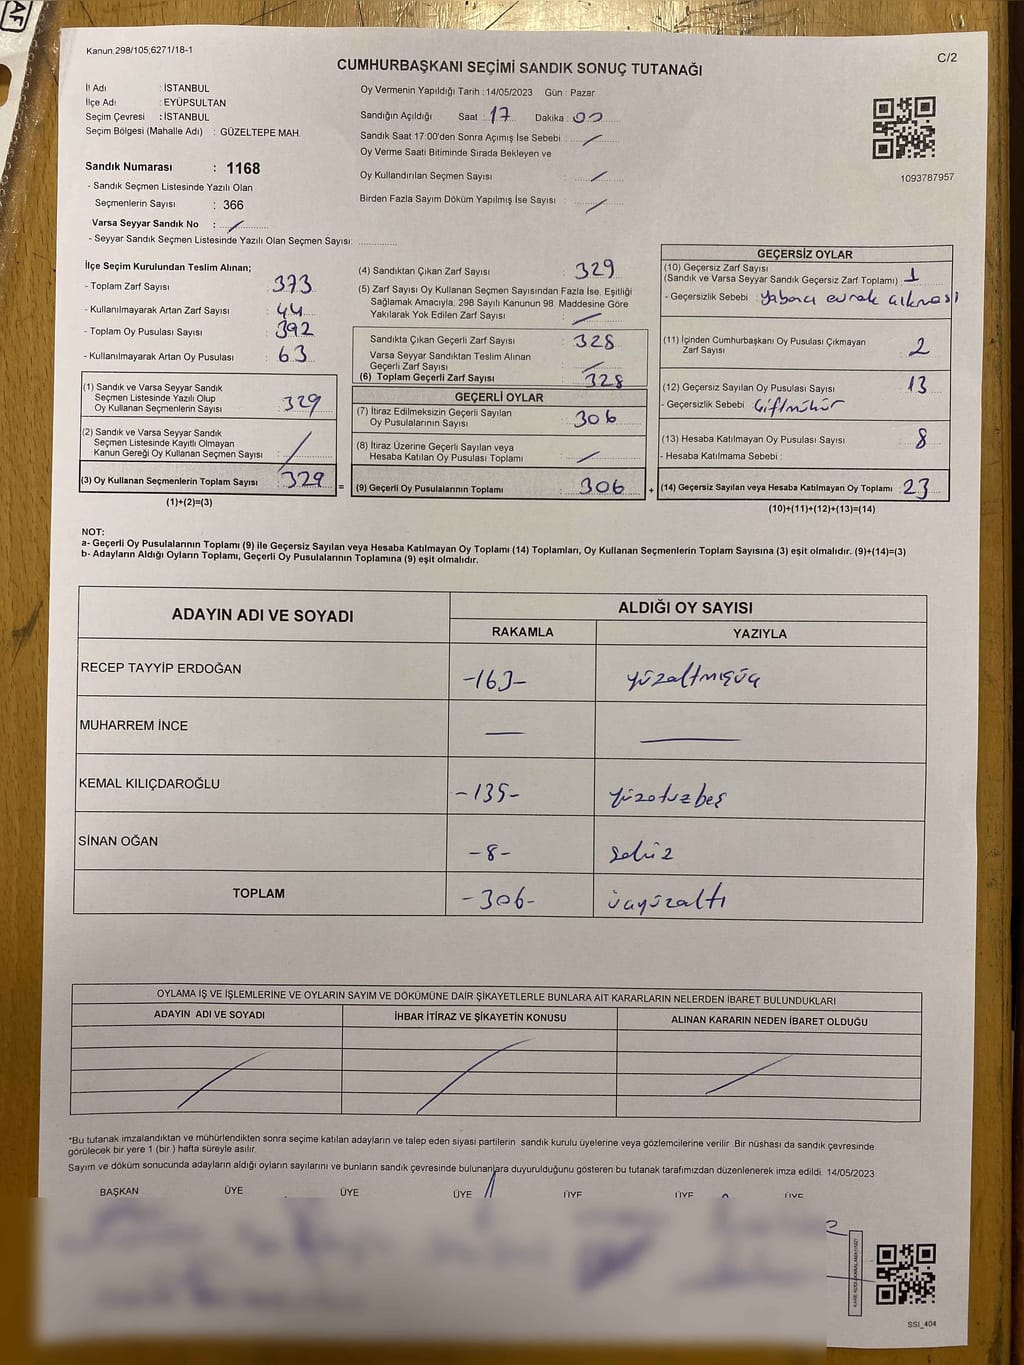 AF
Kanun 298/105,6271/18-1
C/2
CUMHURBAŞKANI SEÇİMİ SANDIK SONUÇ TUTANAĞI
İl Adı : İSTANBUL
İlçe Adı : EYÜPSULTAN
Seçim Çevresi : İSTANBUL
Seçim Bölgesi (Mahalle Adı) : GÜZELTEPE MAH.
Sandık Numarası : 1168
- Sandık Seçmen Listesinde Yazılı Olan
Seçmenlerin Sayısı : 366
Varsa Seyyar Sandık No : /
- Seyyar Sandık Seçmen Listesinde Yazılı Olan Seçmen Sayısı: ............
Oy Vermenin Yapıldığı Tarih : 14/05/2023 Gün : Pazar
Sandığın Açıldığı Saat : 17 Dakika : 00
Sandık Saat 17:00'den Sonra Açımış İse Sebebi : /
Oy Verme Saati Bitiminde Sırada Bekleyen ve
Oy Kullandırılan Seçmen Sayısı : /
Birden Fazla Sayım Döküm Yapılmış İse Sayısı : /
1093787957
İlçe Seçim Kurulundan Teslim Alınan;
- Toplam Zarf Sayısı : 373
- Kullanılmayarak Artan Zarf Sayısı : 44
- Toplam Oy Pusulası Sayısı : 392
- Kullanılmayarak Artan Oy Pusulası : 63
(1) Sandık ve Varsa Seyyar Sandık
Seçmen Listesinde Yazılı Olup
Oy Kullanan Seçmenlerin Sayısı : 329
(2) Sandık ve Varsa Seyyar Sandık
Seçmen Listesinde Kayıtlı Olmayan
Kanun Gereği Oy Kullanan Seçmen Sayısı : /
(3) Oy Kullanan Seçmenlerin Toplam Sayısı : 329 =
(1)+(2)=(3)
(4) Sandıktan Çıkan Zarf Sayısı : 329
(5) Zarf Sayısı Oy Kullanan Seçmen Sayısından Fazla İse, Eşitliği
Sağlamak Amacıyla, 298 Sayılı Kanunun 98. Maddesine Göre
Yakılarak Yok Edilen Zarf Sayısı : /
Sandıkta Çıkan Geçerli Zarf Sayısı : 328
Varsa Seyyar Sandıktan Teslim Alınan
Geçerli Zarf Sayısı : /
(6) Toplam Geçerli Zarf Sayısı : 328
GEÇERLİ OYLAR
(7) İtiraz Edilmeksizin Geçerli Sayılan
Oy Pusulalarının Sayısı : 306
(8) İtiraz Üzerine Geçerli Sayılan veya
Hesaba Katılan Oy Pusulası Toplamı : /
(9) Geçerli Oy Pusulalarının Toplamı : 306 +
GEÇERSİZ OYLAR
(10) Geçersiz Zarf Sayısı
(Sandık ve Varsa Seyyar Sandık Geçersiz Zarf Toplamı) : 1
- Geçersizlik Sebebi : yabancı evrak çıkması
(11) İçinden Cumhurbaşkanı Oy Pusulası Çıkmayan
Zarf Sayısı : 2
(12) Geçersiz Sayılan Oy Pusulası Sayısı : 13
- Geçersizlik Sebebi : Çiftmühür
(13) Hesaba Katılmayan Oy Pusulası Sayısı : 8
- Hesaba Katılmama Sebebi :
(14) Geçersiz Sayılan veya Hesaba Katılmayan Oy Toplamı : 23
(10)+(11)+(12)+(13)=(14)
NOT:
a- Geçerli Oy Pusulalarının Toplamı (9) ile Geçersiz Sayılan veya Hesaba Katılmayan Oy Toplamı (14) Toplamları, Oy Kullanan Seçmenlerin Toplam Sayısına (3) eşit olmalıdır. (9)+(14)=(3)
b- Adayların Aldığı Oyların Toplamı, Geçerli Oy Pusulalarının Toplamına (9) eşit olmalıdır.
ADAYIN ADI VE SOYADI ALDIĞI OY SAYISI
RAKAMLA YAZIYLA
RECEP TAYYİP ERDOĞAN -163- yüzaltmışüç
MUHARREM İNCE — —
KEMAL KILIÇDAROĞLU -135- yüzotuzbeş
SİNAN OĞAN -8- sekiz
TOPLAM -306- üçyüzaltı
OYLAMA İŞ VE İŞLEMLERİNE VE OYLARIN SAYIM VE DÖKÜMÜNE DAİR ŞİKAYETLERLE BUNLARA AİT KARARLARIN NELERDEN İBARET BULUNDUKLARI
ADAYIN ADI VE SOYADI İHBAR İTİRAZ VE ŞİKAYETİN KONUSU ALINAN KARARIN NEDEN İBARET OLDUĞU
*Bu tutanak imzalandıktan ve mühürlendikten sonra seçime katılan adayların ve talep eden siyasi partilerin sandık kurulu üyelerine veya gözlemcilerine verilir .Bir nüshası da sandık çevresinde
görülecek bir yere 1 (bir ) hafta süreyle asılır.
Sayım ve döküm sonucunda adayların aldığı oyların sayılarını ve bunların sandık çevresinde bulunanlara duyurulduğunu gösteren bu tutanak tarafımızdan düzenlenerek imza edildi. 14/05/2023
BAŞKAN ÜYE ÜYE ÜYE ÜYE ÜYE ÜYE
SSI_404